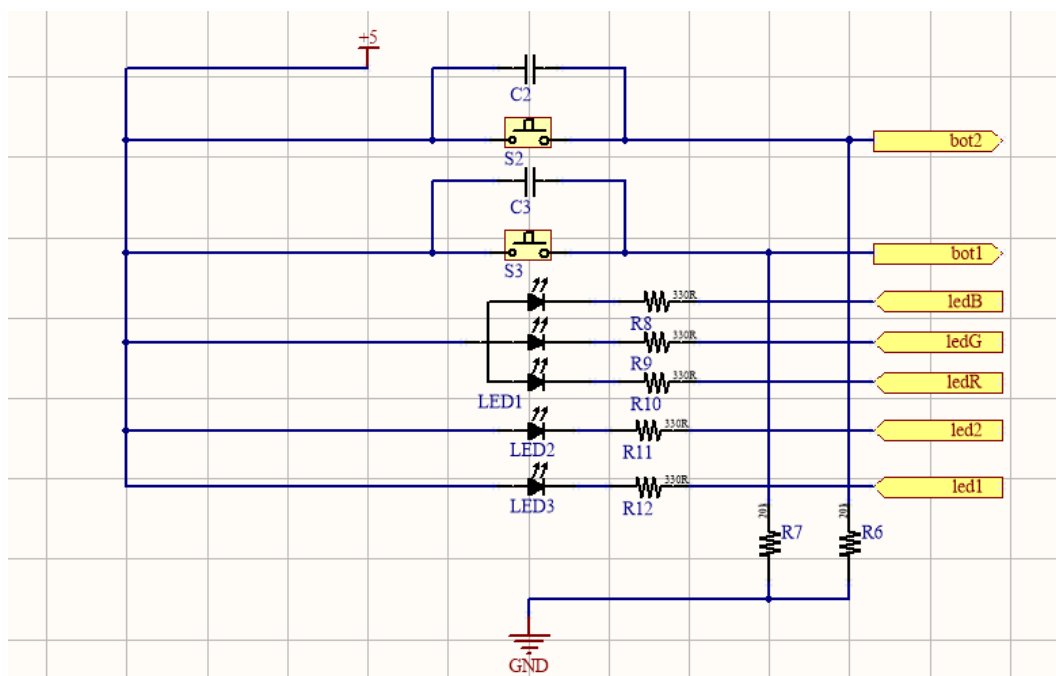 +5
C2
S2
bot2
C3
S3
bot1
330R
ledB
R8
330R
ledG
R9
330R
ledR
LED1
R10
330R
led2
LED2
R11
330R
led1
LED3
R12
R7
R6
GND